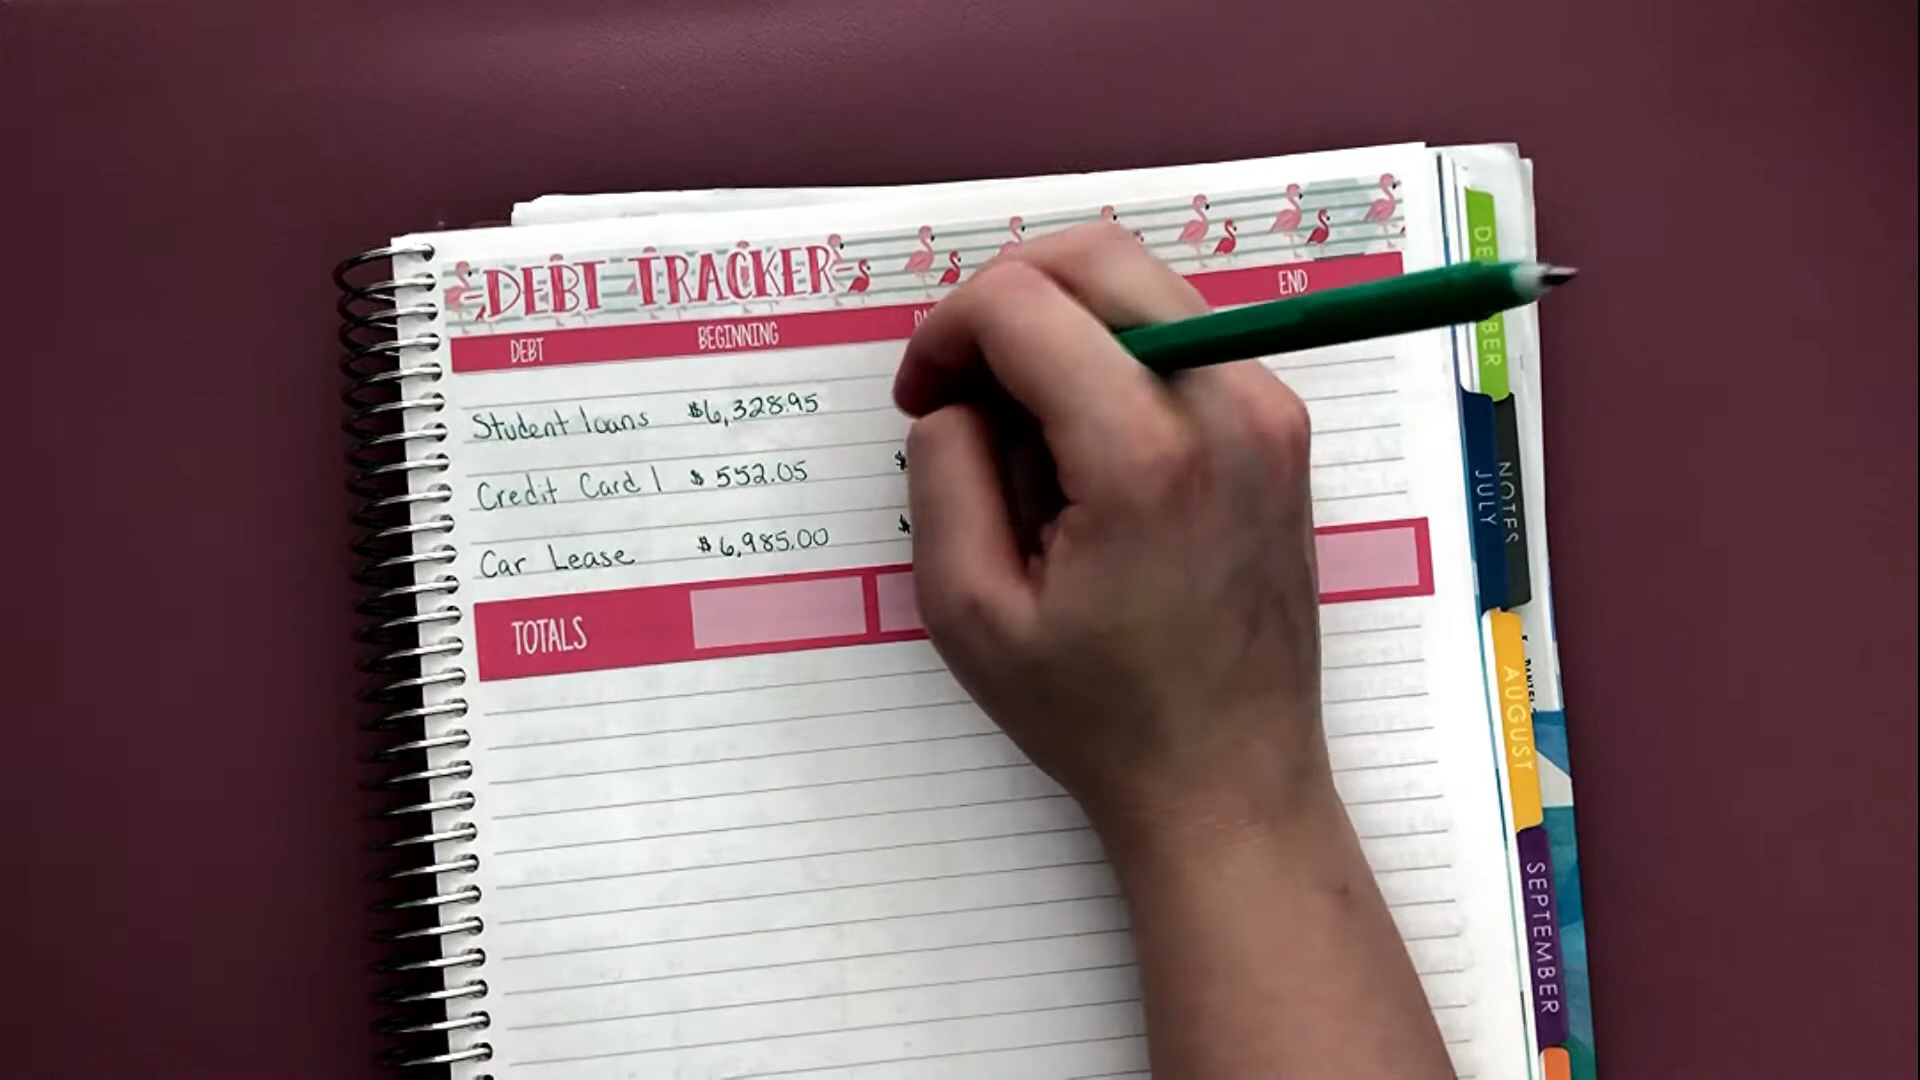 DEBT TRACKER
DEBT BEGINNING END
Student loans $6,328.95
Credit Card 1 $552.05 $
Car Lease $6,985.00 $
TOTALS
NOTES
JULY
AUGUST
SEPTEMBER